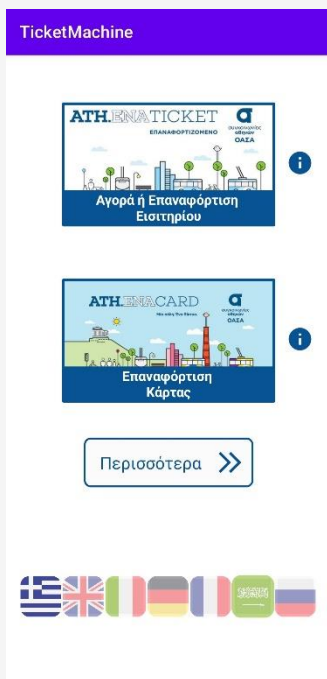 TicketMachine
ATH.ENA TICKET
ΕΠΑΝΑΦΟΡΤΙΖΟΜΕΝΟ
ΟΑΣΑ
Αγορά ή Επαναφόρτιση
Εισιτηρίου
ATH.ENA CARD
ΟΑΣΑ
Επαναφόρτιση
Κάρτας
Περισσότερα